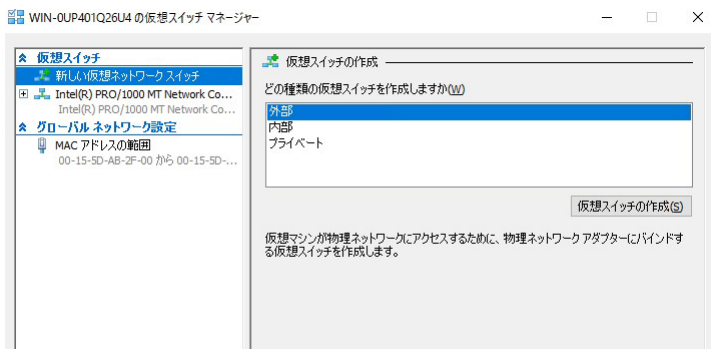 WIN-0UP401Q26U4 の仮想スイッチ マネージャー
仮想スイッチ
新しい仮想ネットワーク スイッチ
Intel(R) PRO/1000 MT Network Co...
Intel(R) PRO/1000 MT Network Co...
グローバル ネットワーク設定
MAC アドレスの範囲
00-15-5D-AB-2F-00 から 00-15-5D-...
仮想スイッチの作成
どの種類の仮想スイッチを作成しますか(W)
外部
内部
プライベート
仮想スイッチの作成(S)
仮想マシンが物理ネットワークにアクセスするために、物理ネットワーク アダプターにバインドす
る仮想スイッチを作成します。